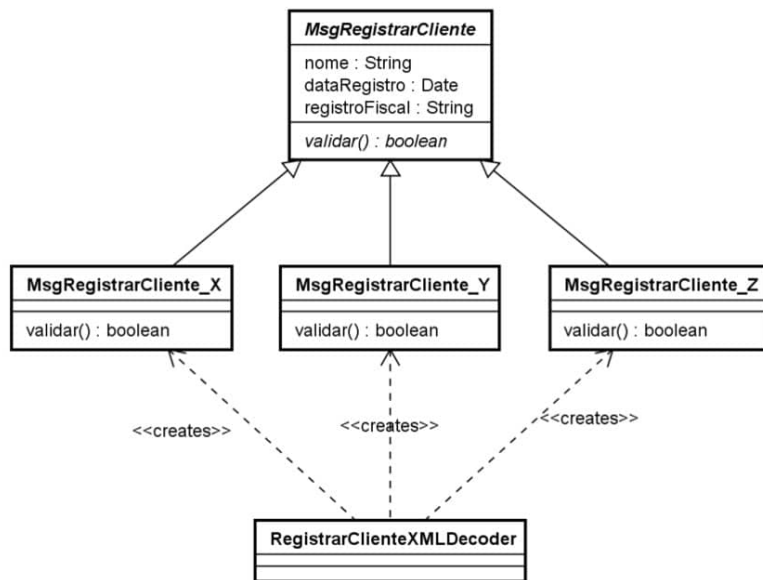 MsgRegistrarCliente
nome : String
dataRegistro : Date
registroFiscal : String
validar() : boolean
MsgRegistrarCliente_X
validar() : boolean
MsgRegistrarCliente_Y
validar() : boolean
MsgRegistrarCliente_Z
validar() : boolean
<<creates>>
<<creates>>
<<creates>>
RegistrarClienteXMLDecoder